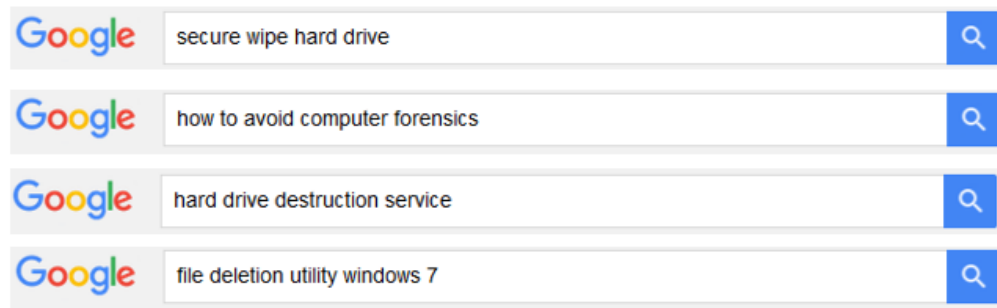 Google secure wipe hard drive
Google how to avoid computer forensics
Google hard drive destruction service
Google file deletion utility windows 7